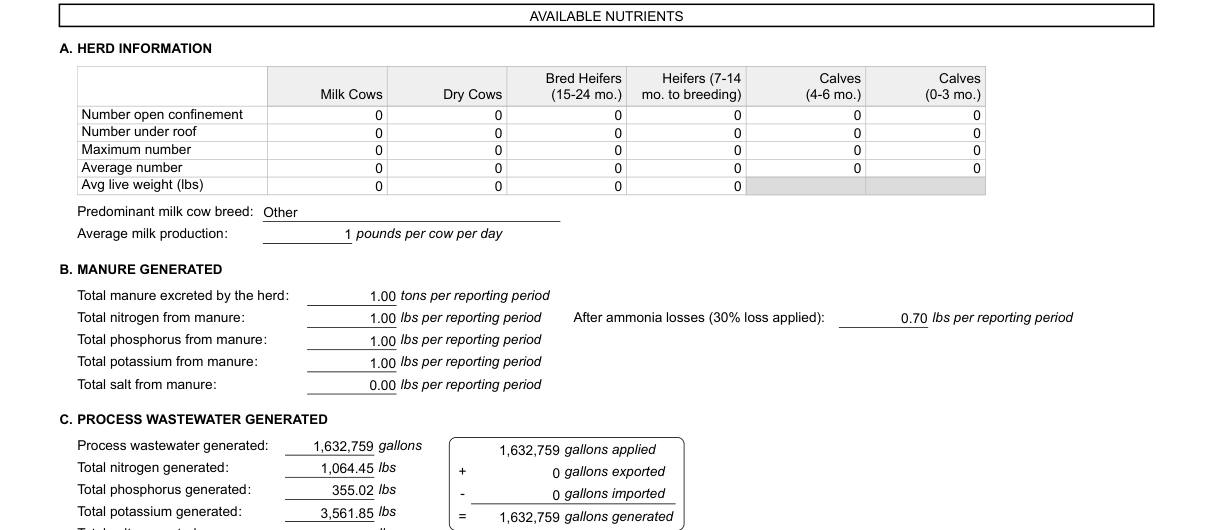 AVAILABLE NUTRIENTS
A. HERD INFORMATION
Milk Cows Dry Cows Bred Heifers (15-24 mo.) Heifers (7-14 mo. to breeding) Calves (4-6 mo.) Calves (0-3 mo.)
Number open confinement 0 0 0 0 0 0
Number under roof 0 0 0 0 0 0
Maximum number 0 0 0 0 0 0
Average number 0 0 0 0 0 0
Avg live weight (lbs) 0 0 0 0
Predominant milk cow breed: Other
Average milk production: 1 pounds per cow per day
B. MANURE GENERATED
Total manure excreted by the herd: 1.00 tons per reporting period
Total nitrogen from manure: 1.00 lbs per reporting period After ammonia losses (30% loss applied): 0.70 lbs per reporting period
Total phosphorus from manure: 1.00 lbs per reporting period
Total potassium from manure: 1.00 lbs per reporting period
Total salt from manure: 0.00 lbs per reporting period
C. PROCESS WASTEWATER GENERATED
Process wastewater generated: 1,632,759 gallons 1,632,759 gallons applied
Total nitrogen generated: 1,064.45 lbs + 0 gallons exported
Total phosphorus generated: 355.02 lbs - 0 gallons imported
Total potassium generated: 3,561.85 lbs = 1,632,759 gallons generated